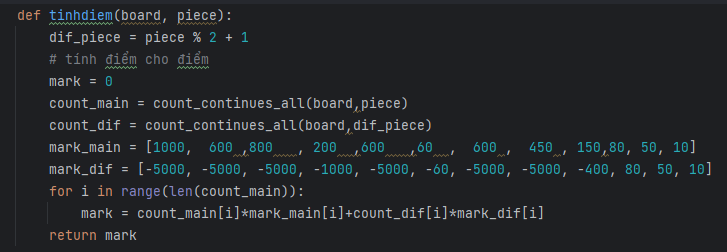 def tinhdiem(board, piece):
    dif_piece = piece % 2 + 1
    # tính điểm cho điểm
    mark = 0
    count_main = count_continues_all(board,piece)
    count_dif = count_continues_all(board,dif_piece)
    mark_main = [1000,  600 ,800   , 200  ,600   ,60  ,  600  ,  450  , 150,80, 50, 10]
    mark_dif = [-5000, -5000, -5000, -1000, -5000, -60, -5000, -5000, -400, 80, 50, 10]
    for i in range(len(count_main)):
        mark = count_main[i]*mark_main[i]+count_dif[i]*mark_dif[i]
    return mark